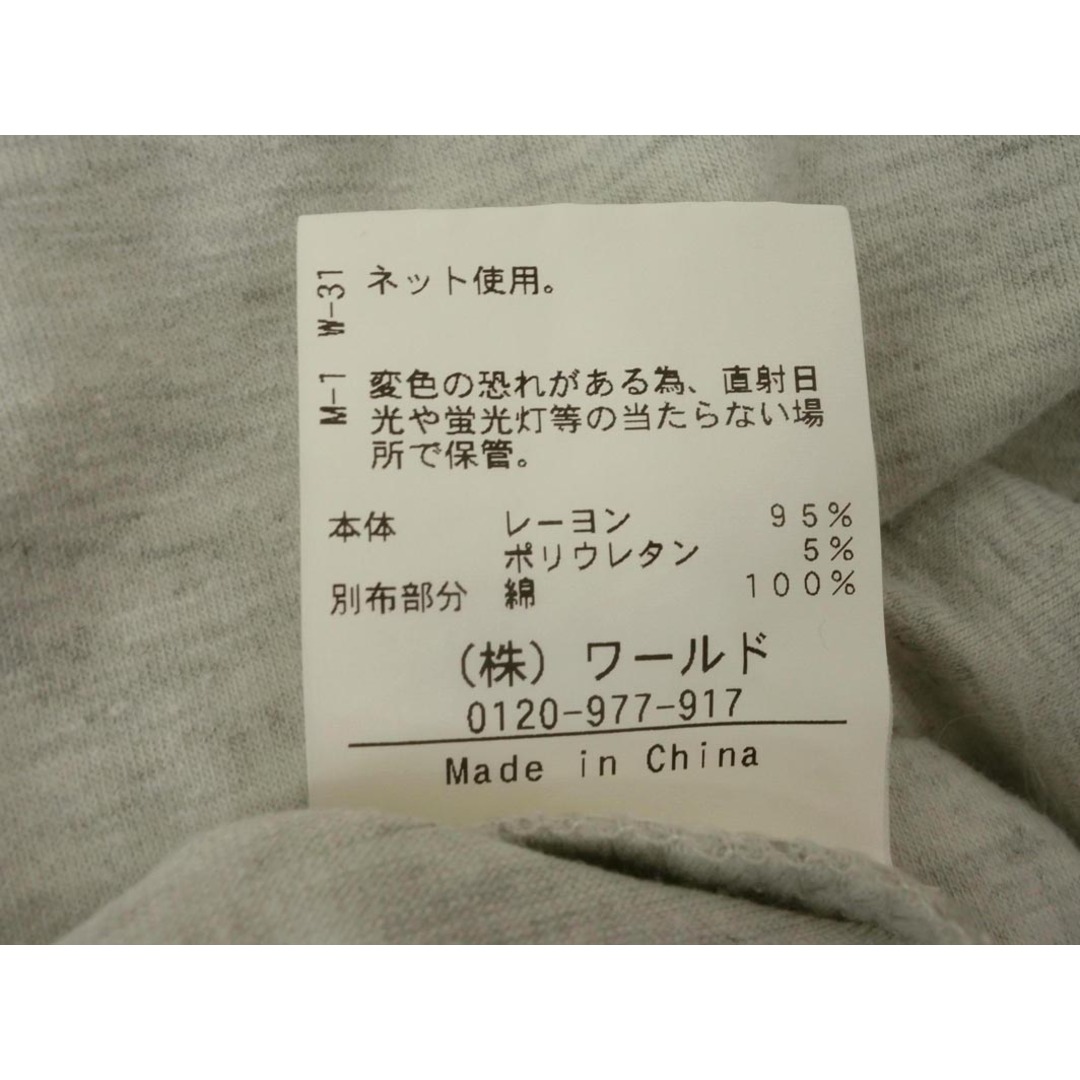 W-31 ネット使用。
M-1 変色の恐れがある為、直射日
光や蛍光灯等の当たらない場
所で保管。
本体 レーヨン 95%
ポリウレタン 5%
別布部分 綿 100%
(株) ワールド
0120-977-917
Made in China